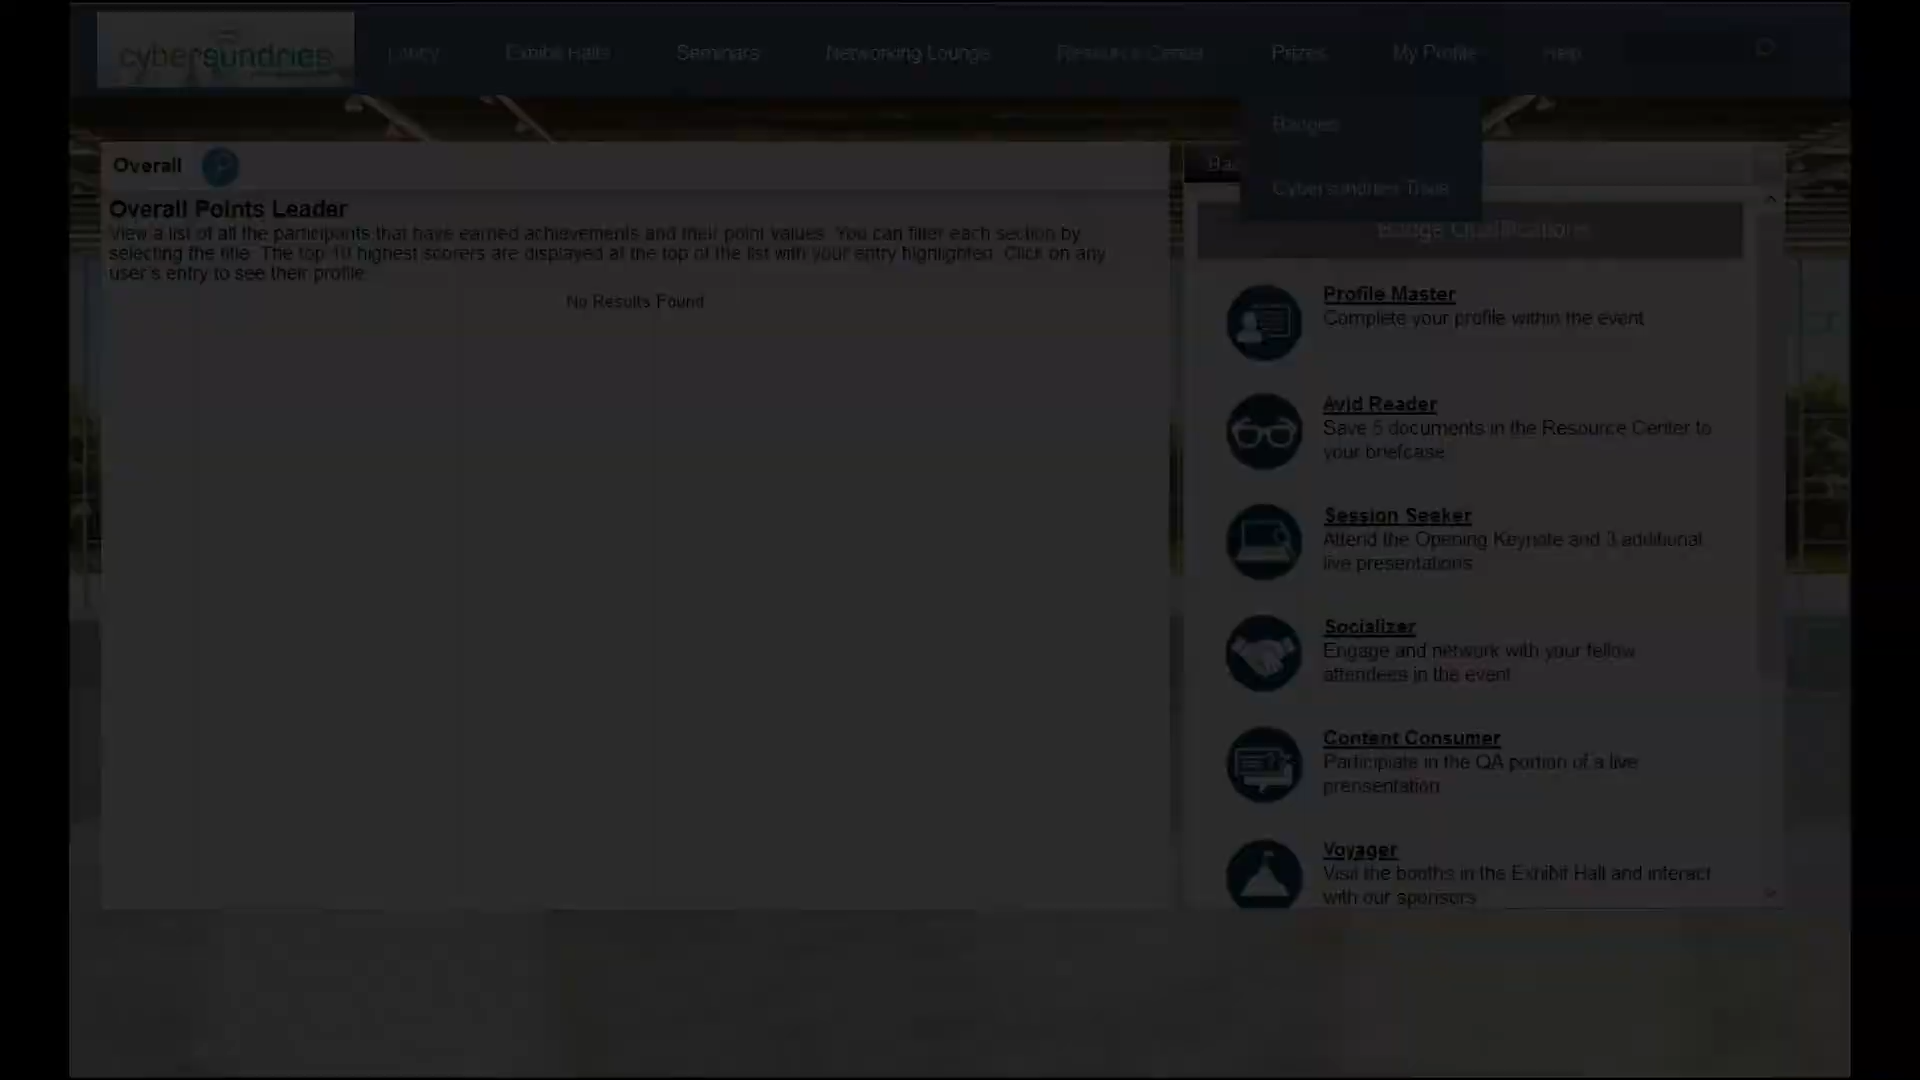 cybersundries
Lobby
Exhibit Halls
Seminars
Networking Lounge
Resource Center
Prizes
My Profile
Help
Badges
Overall
Overall Points Leader
View a list of all the participants that have earned achievements and their point values. You can filter each section by
selecting the title. The top 10 highest scorers are displayed at the top of the list with your entry highlighted. Click on any
user's entry to see their profile.
No Results Found
Badge Qualifications
Profile Master
Complete your profile within the event
Avid Reader
Save 5 documents in the Resource Center to
your briefcase
Session Seeker
Attend the Opening Keynote and 3 additional
live presentations
Socializer
Engage and network with your fellow
attendees in the event
Content Consumer
Participiate in the QA portion of a live
prensentation
Voyager
Visit the booths in the Exhibit Hall and interact
with our sponsors